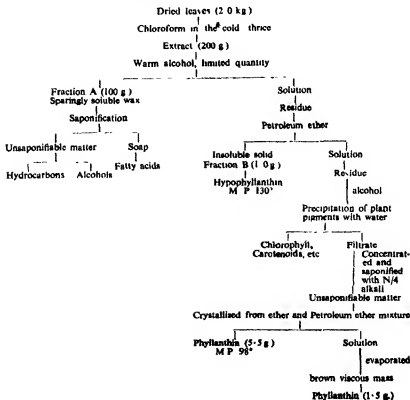 Dried leaves (2 0 kg)
Chloroform in the cold thrice
Extract (200 g)
Warm alcohol, limited quantity
Fraction A (100 g)
Sparingly soluble wax
Solution
Saponification
Residue
Petroleum ether
Unsaponifiable matter
Soap
Insoluble solid
Fraction B (1 0 g)
Solution
Hydrocarbons
Alcohols
Fatty acids
Hypophyllanthin
M P 130°
Residue
alcohol
Precipitation of plant
pigments with water
Chlorophyll,
Carotenoids, etc
Filtrate
Concentrat-
ed and
saponified
with N/4
alkali
Unsaponifiable matter
Crystallised from ether and Petroleum ether mixture
Phyllanthin (5·5 g)
M P 98°
Solution
evaporated
brown viscous mass
Phyllanthin (1·5 g.)